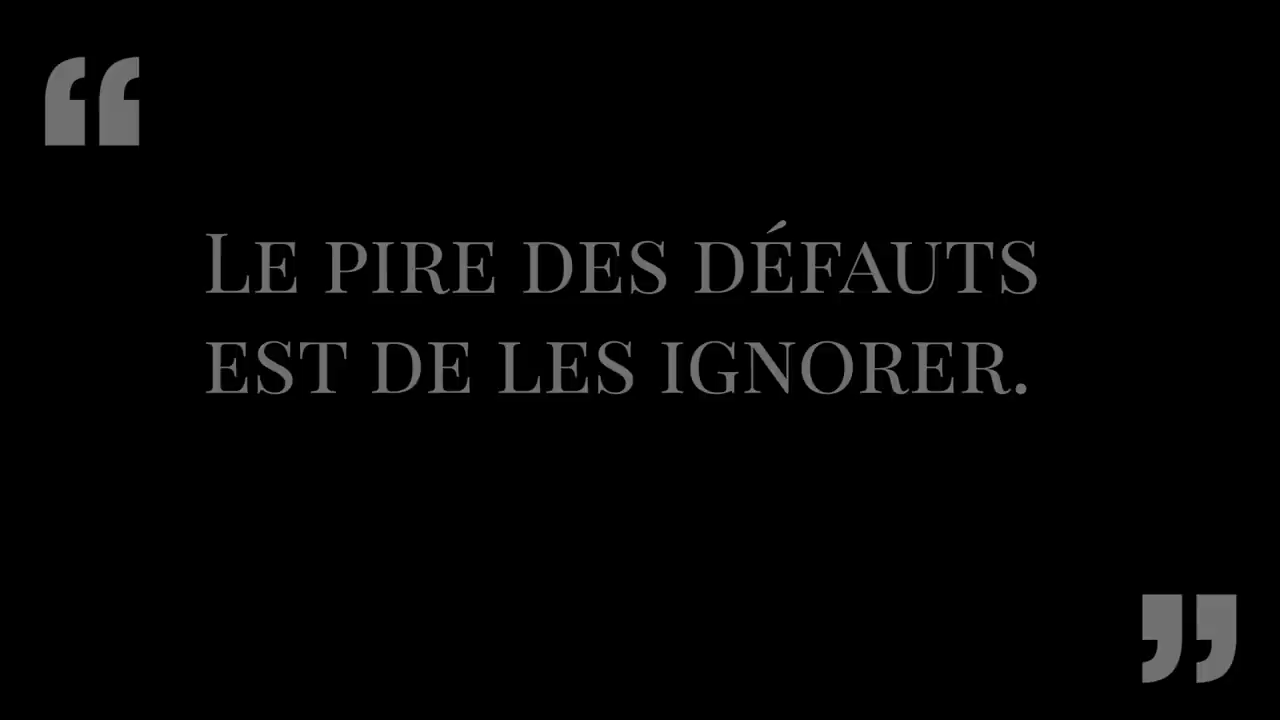 “
Le pire des défauts
est de les ignorer.
”